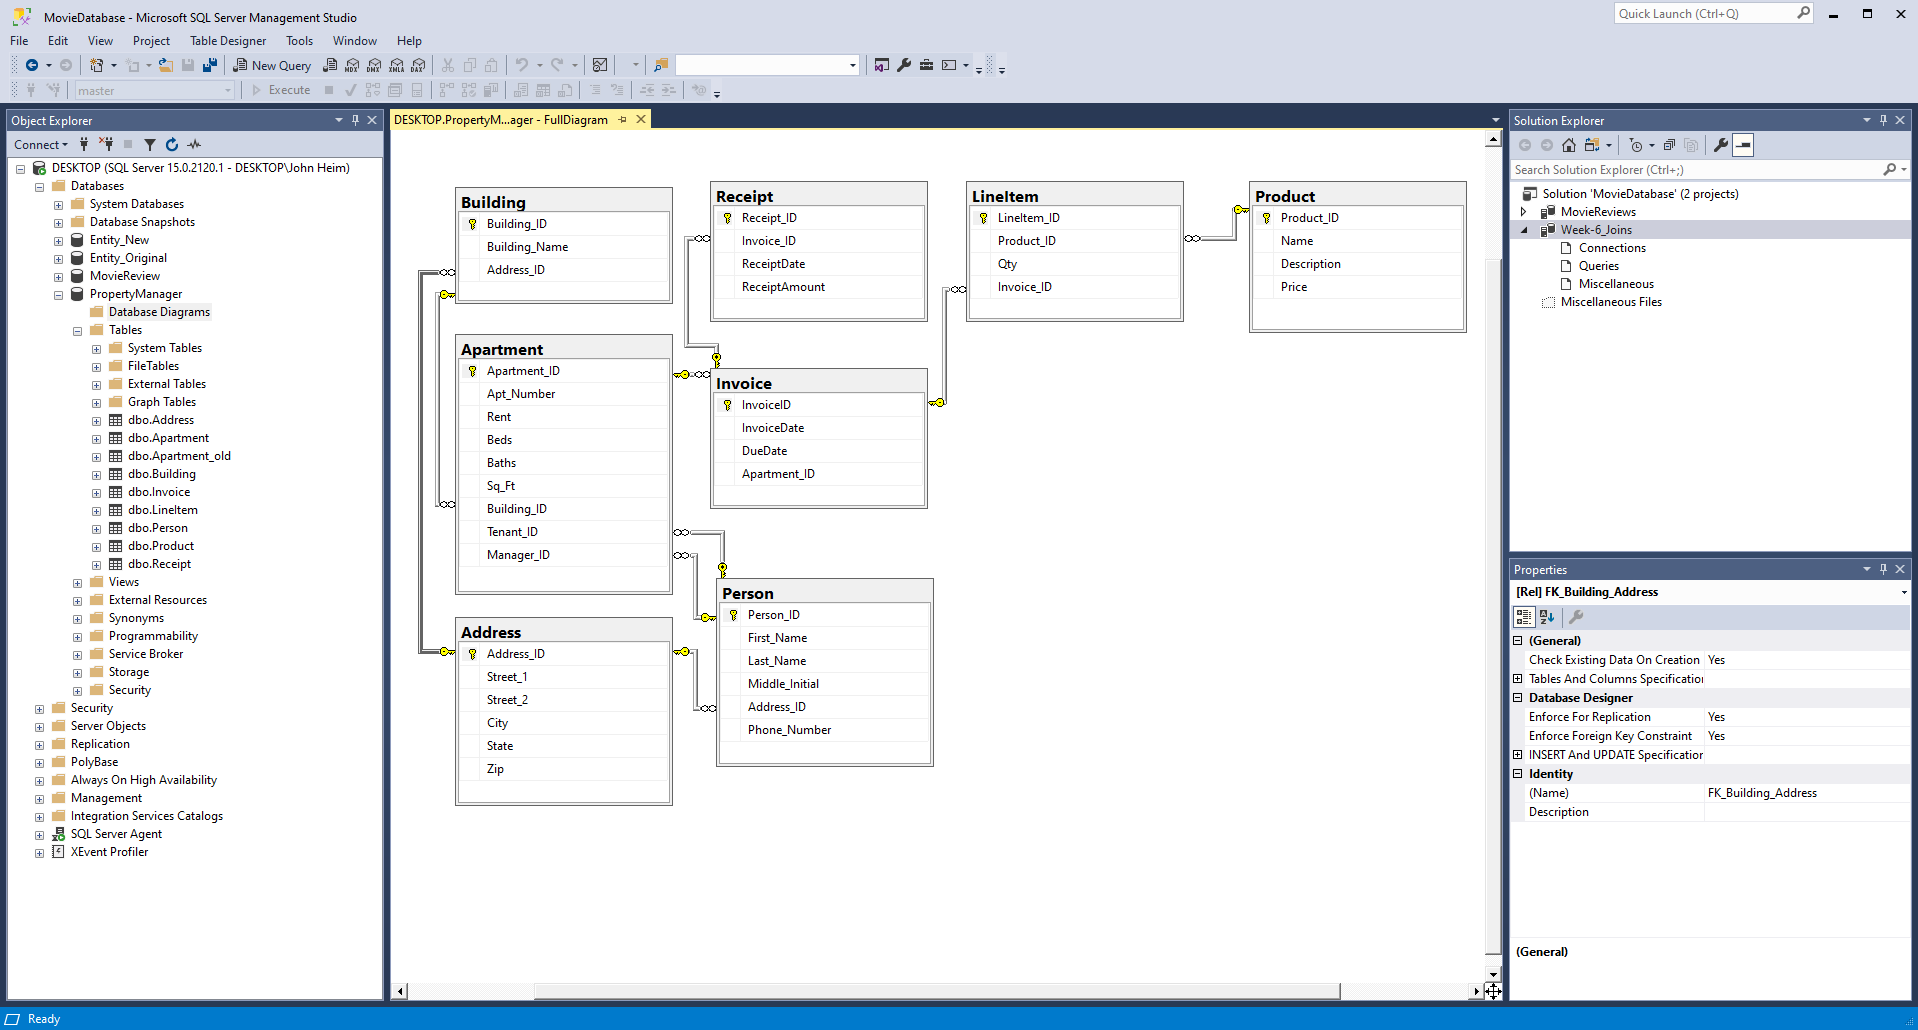 MovieDatabase - Microsoft SQL Server Management Studio
Quick Launch (Ctrl+Q)
File Edit View Project Table Designer Tools Window Help
New Query MDX DMX XMLA DAX
master Execute
Object Explorer
Connect
DESKTOP (SQL Server 15.0.2120.1 - DESKTOP\John Heim)
Databases
System Databases
Database Snapshots
Entity_New
Entity_Original
MovieReview
PropertyManager
Database Diagrams
Tables
System Tables
FileTables
External Tables
Graph Tables
dbo.Address
dbo.Apartment
dbo.Apartment_old
dbo.Building
dbo.Invoice
dbo.LineItem
dbo.Person
dbo.Product
dbo.Receipt
Views
External Resources
Synonyms
Programmability
Service Broker
Storage
Security
Security
Server Objects
Replication
PolyBase
Always On High Availability
Management
Integration Services Catalogs
SQL Server Agent
XEvent Profiler
DESKTOP.PropertyM...ager - FullDiagram
Building
Building_ID
Building_Name
Address_ID
Receipt
Receipt_ID
Invoice_ID
ReceiptDate
ReceiptAmount
LineItem
LineItem_ID
Product_ID
Qty
Invoice_ID
Product
Product_ID
Name
Description
Price
Apartment
Apartment_ID
Apt_Number
Rent
Beds
Baths
Sq_Ft
Building_ID
Tenant_ID
Manager_ID
Invoice
InvoiceID
InvoiceDate
DueDate
Apartment_ID
Person
Person_ID
First_Name
Last_Name
Middle_Initial
Address_ID
Phone_Number
Address
Address_ID
Street_1
Street_2
City
State
Zip
Solution Explorer
Search Solution Explorer (Ctrl+;)
Solution 'MovieDatabase' (2 projects)
MovieReviews
Week-6_Joins
Connections
Queries
Miscellaneous
Miscellaneous Files
Properties
[Rel] FK_Building_Address
(General)
Check Existing Data On Creation Yes
Tables And Columns Specification
Database Designer
Enforce For Replication Yes
Enforce Foreign Key Constraint Yes
INSERT And UPDATE Specification
Identity
(Name) FK_Building_Address
Description
(General)
Ready